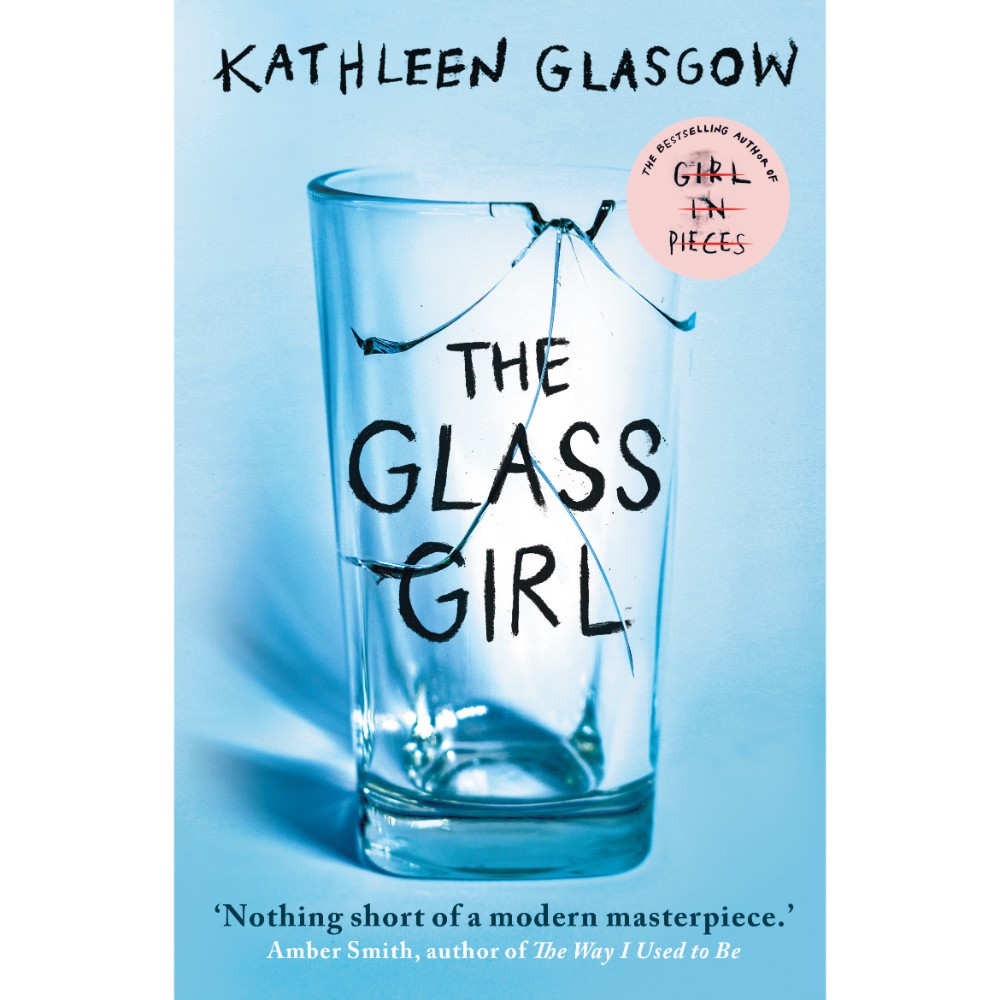 KATHLEEN GLASGOW
THE BESTSELLING AUTHOR OF
GIRL
IN
PIECES
THE
GLASS
GIRL
‘Nothing short of a modern masterpiece.’
Amber Smith, author of The Way I Used to Be